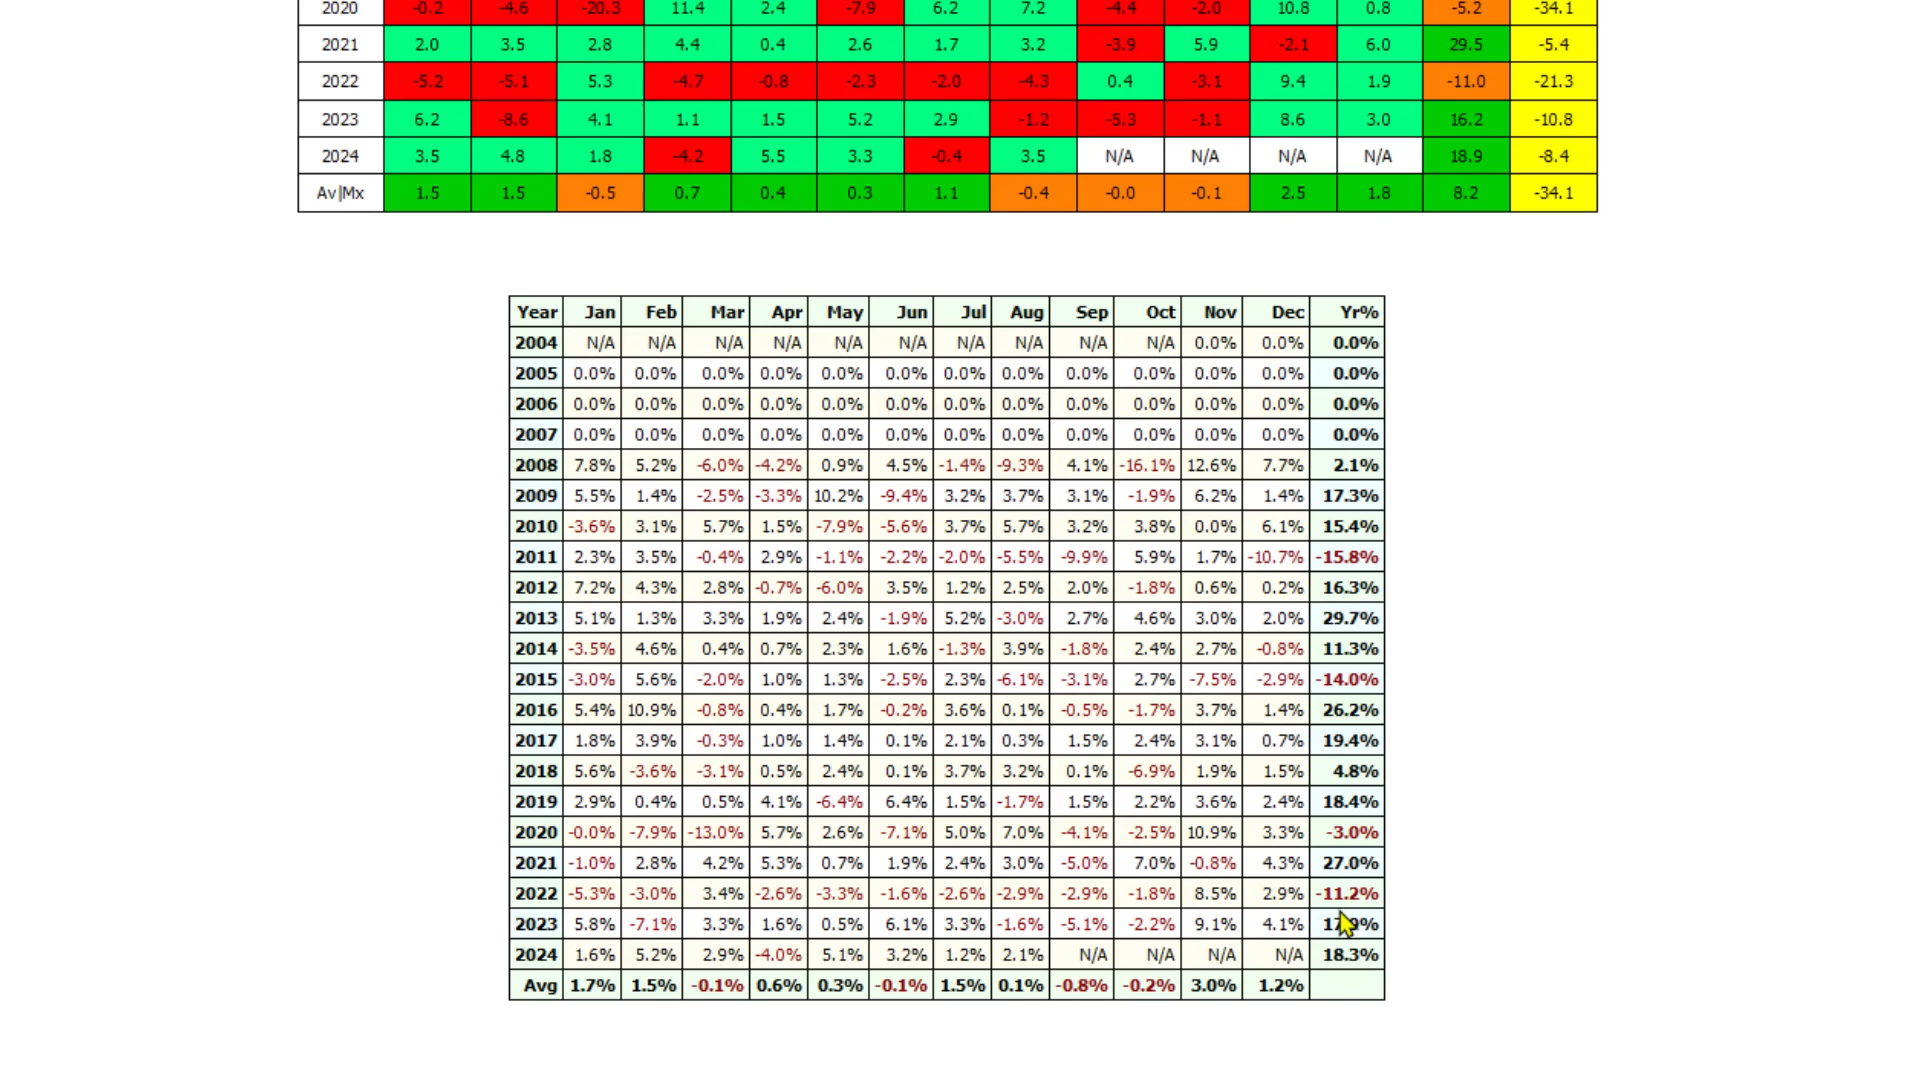 2020 -0.2 -4.6 -20.3 11.4 2.4 -7.9 6.2 7.2 -4.4 -2.0 10.8 0.8 -5.2 -34.1
2021 2.0 3.5 2.8 4.4 0.4 2.6 1.7 3.2 -3.9 5.9 -2.1 6.0 29.5 -5.4
2022 -5.2 -5.1 5.3 -4.7 -0.8 -2.3 -2.0 -4.3 0.4 -3.1 9.4 1.9 -11.0 -21.3
2023 6.2 -8.6 4.1 1.1 1.5 5.2 2.9 -1.2 -5.3 -1.1 8.6 3.0 16.2 -10.8
2024 3.5 4.8 1.8 -4.2 5.5 3.3 -0.4 3.5 N/A N/A N/A N/A 18.9 -8.4
Av|Mx 1.5 1.5 -0.5 0.7 0.4 0.3 1.1 -0.4 -0.0 -0.1 2.5 1.8 8.2 -34.1
Year Jan Feb Mar Apr May Jun Jul Aug Sep Oct Nov Dec Yr%
2004 N/A N/A N/A N/A N/A N/A N/A N/A N/A N/A 0.0% 0.0% 0.0%
2005 0.0% 0.0% 0.0% 0.0% 0.0% 0.0% 0.0% 0.0% 0.0% 0.0% 0.0% 0.0% 0.0%
2006 0.0% 0.0% 0.0% 0.0% 0.0% 0.0% 0.0% 0.0% 0.0% 0.0% 0.0% 0.0% 0.0%
2007 0.0% 0.0% 0.0% 0.0% 0.0% 0.0% 0.0% 0.0% 0.0% 0.0% 0.0% 0.0% 0.0%
2008 7.8% 5.2% -6.0% -4.2% 0.9% 4.5% -1.4% -9.3% 4.1% -16.1% 12.6% 7.7% 2.1%
2009 5.5% 1.4% -2.5% -3.3% 10.2% -9.4% 3.2% 3.7% 3.1% -1.9% 6.2% 1.4% 17.3%
2010 -3.6% 3.1% 5.7% 1.5% -7.9% -5.6% 3.7% 5.7% 3.2% 3.8% 0.0% 6.1% 15.4%
2011 2.3% 3.5% -0.4% 2.9% -1.1% -2.2% -2.0% -5.5% -9.9% 5.9% 1.7% -10.7% -15.8%
2012 7.2% 4.3% 2.8% -0.7% -6.0% 3.5% 1.2% 2.5% 2.0% -1.8% 0.6% 0.2% 16.3%
2013 5.1% 1.3% 3.3% 1.9% 2.4% -1.9% 5.2% -3.0% 2.7% 4.6% 3.0% 2.0% 29.7%
2014 -3.5% 4.6% 0.4% 0.7% 2.3% 1.6% -1.3% 3.9% -1.8% 2.4% 2.7% -0.8% 11.3%
2015 -3.0% 5.6% -2.0% 1.0% 1.3% -2.5% 2.3% -6.1% -3.1% 2.7% -7.5% -2.9% -14.0%
2016 5.4% 10.9% -0.8% 0.4% 1.7% -0.2% 3.6% 0.1% -0.5% -1.7% 3.7% 1.4% 26.2%
2017 1.8% 3.9% -0.3% 1.0% 1.4% 0.1% 2.1% 0.3% 1.5% 2.4% 3.1% 0.7% 19.4%
2018 5.6% -3.6% -3.1% 0.5% 2.4% 0.1% 3.7% 3.2% 0.1% -6.9% 1.9% 1.5% 4.8%
2019 2.9% 0.4% 0.5% 4.1% -6.4% 6.4% 1.5% -1.7% 1.5% 2.2% 3.6% 2.4% 18.4%
2020 -0.0% -7.9% -13.0% 5.7% 2.6% -7.1% 5.0% 7.0% -4.1% -2.5% 10.9% 3.3% -3.0%
2021 -1.0% 2.8% 4.2% 5.3% 0.7% 1.9% 2.4% 3.0% -5.0% 7.0% -0.8% 4.3% 27.0%
2022 -5.3% -3.0% 3.4% -2.6% -3.3% -1.6% -2.6% -2.9% -2.9% -1.8% 8.5% 2.9% -11.2%
2023 5.8% -7.1% 3.3% 1.6% 0.5% 6.1% 3.3% -1.6% -5.1% -2.2% 9.1% 4.1%
2024 1.6% 5.2% 2.9% -4.0% 5.1% 3.2% 1.2% 2.1% N/A N/A N/A N/A 18.3%
Avg 1.7% 1.5% -0.1% 0.6% 0.3% -0.1% 1.5% 0.1% -0.8% -0.2% 3.0% 1.2%